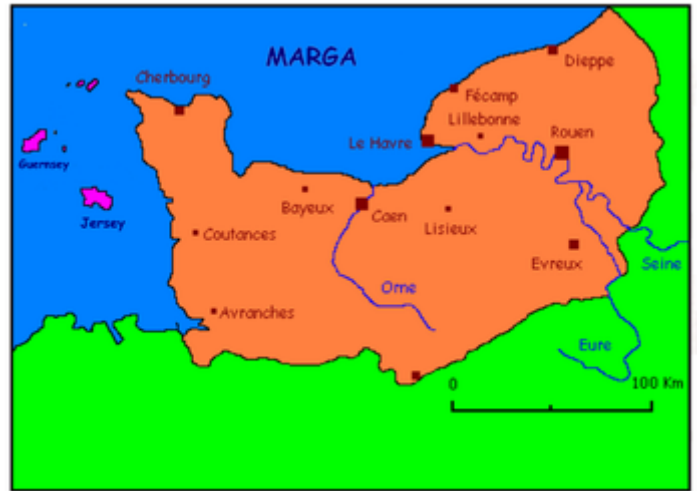 MARGA
Dieppe
Cherbourg
Fécamp
Lillebonne
Rouen
Le Havre
Guernsey
Jersey
Bayeux
Caen
Lisieux
Coutances
Evreux
Seine
Orne
Avranches
Eure
0 100 Km